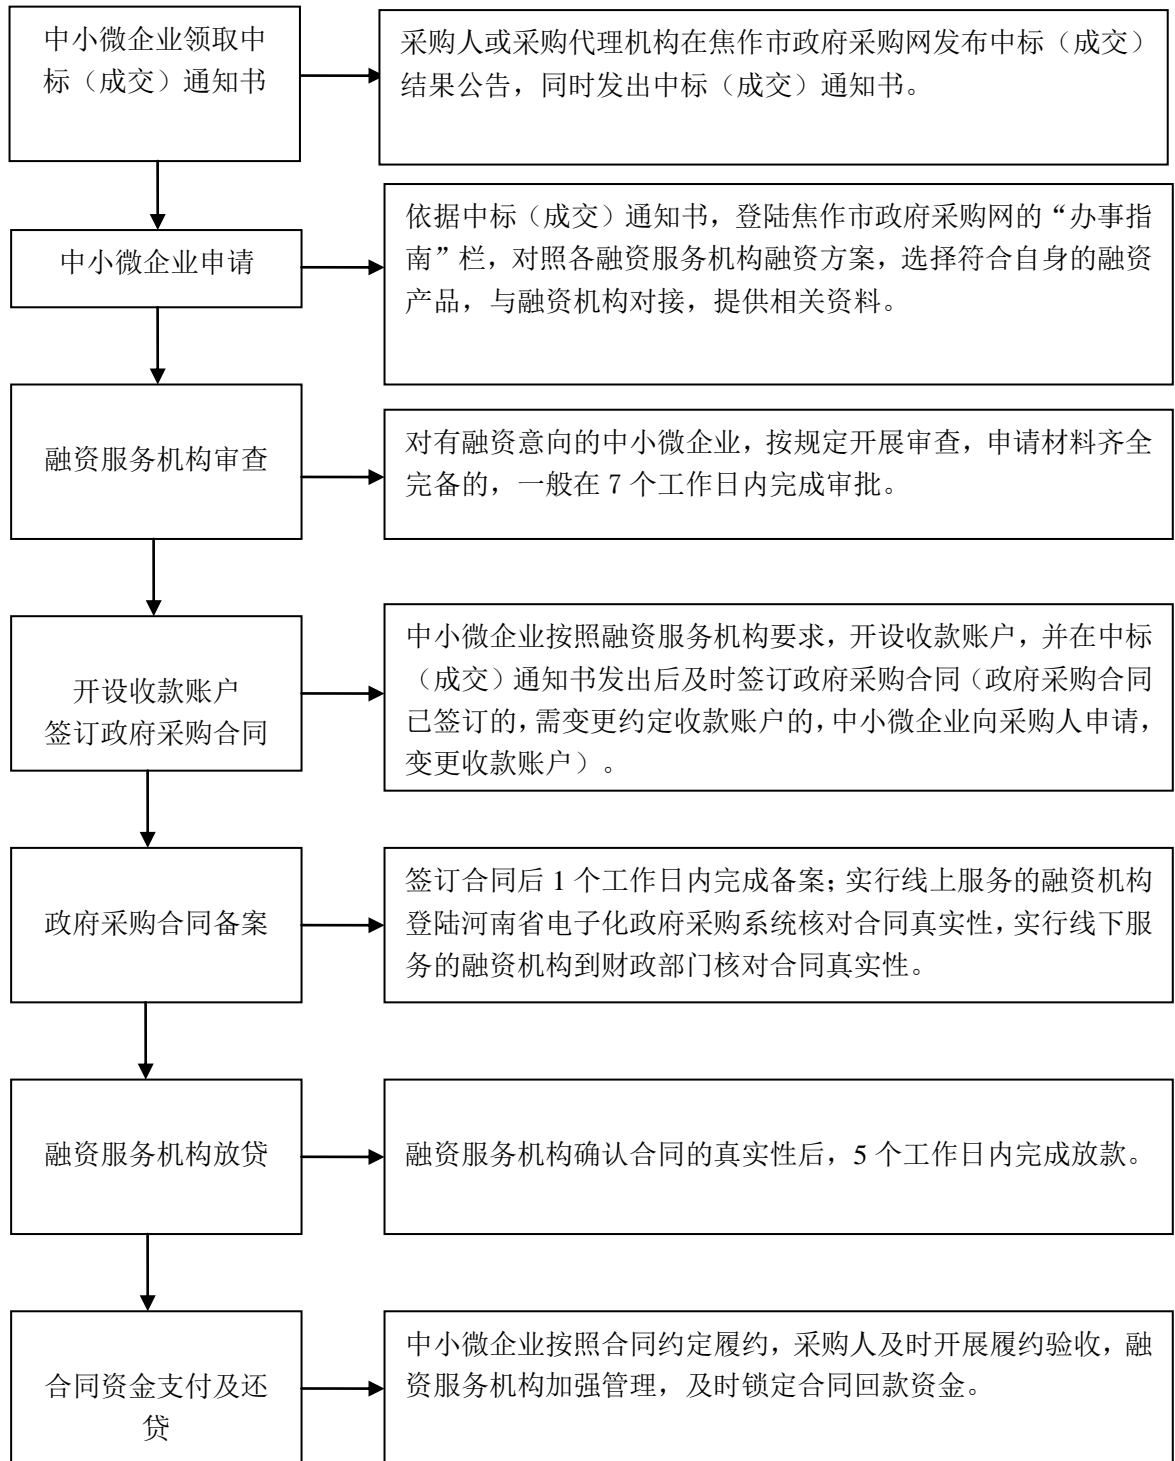 中小微企业领取中
标（成交）通知书
采购人或采购代理机构在焦作市政府采购网发布中标（成交）
结果公告，同时发出中标（成交）通知书。
中小微企业申请
依据中标（成交）通知书，登陆焦作市政府采购网的“办事指
南”栏，对照各融资服务机构融资方案，选择符合自身的融资
产品，与融资机构对接，提供相关资料。
融资服务机构审查
对有融资意向的中小微企业，按规定开展审查，申请材料齐全
完备的，一般在 7 个工作日内完成审批。
开设收款账户
签订政府采购合同
中小微企业按照融资服务机构要求，开设收款账户，并在中标
（成交）通知书发出后及时签订政府采购合同（政府采购合同
已签订的，需变更约定收款账户的，中小微企业向采购人申请，
变更收款账户）。
政府采购合同备案
签订合同后 1 个工作日内完成备案；实行线上服务的融资机构
登陆河南省电子化政府采购系统核对合同真实性，实行线下服
务的融资机构到财政部门核对合同真实性。
融资服务机构放贷
融资服务机构确认合同的真实性后，5 个工作日内完成放款。
合同资金支付及还
贷
中小微企业按照合同约定履约，采购人及时开展履约验收，融
资服务机构加强管理，及时锁定合同回款资金。